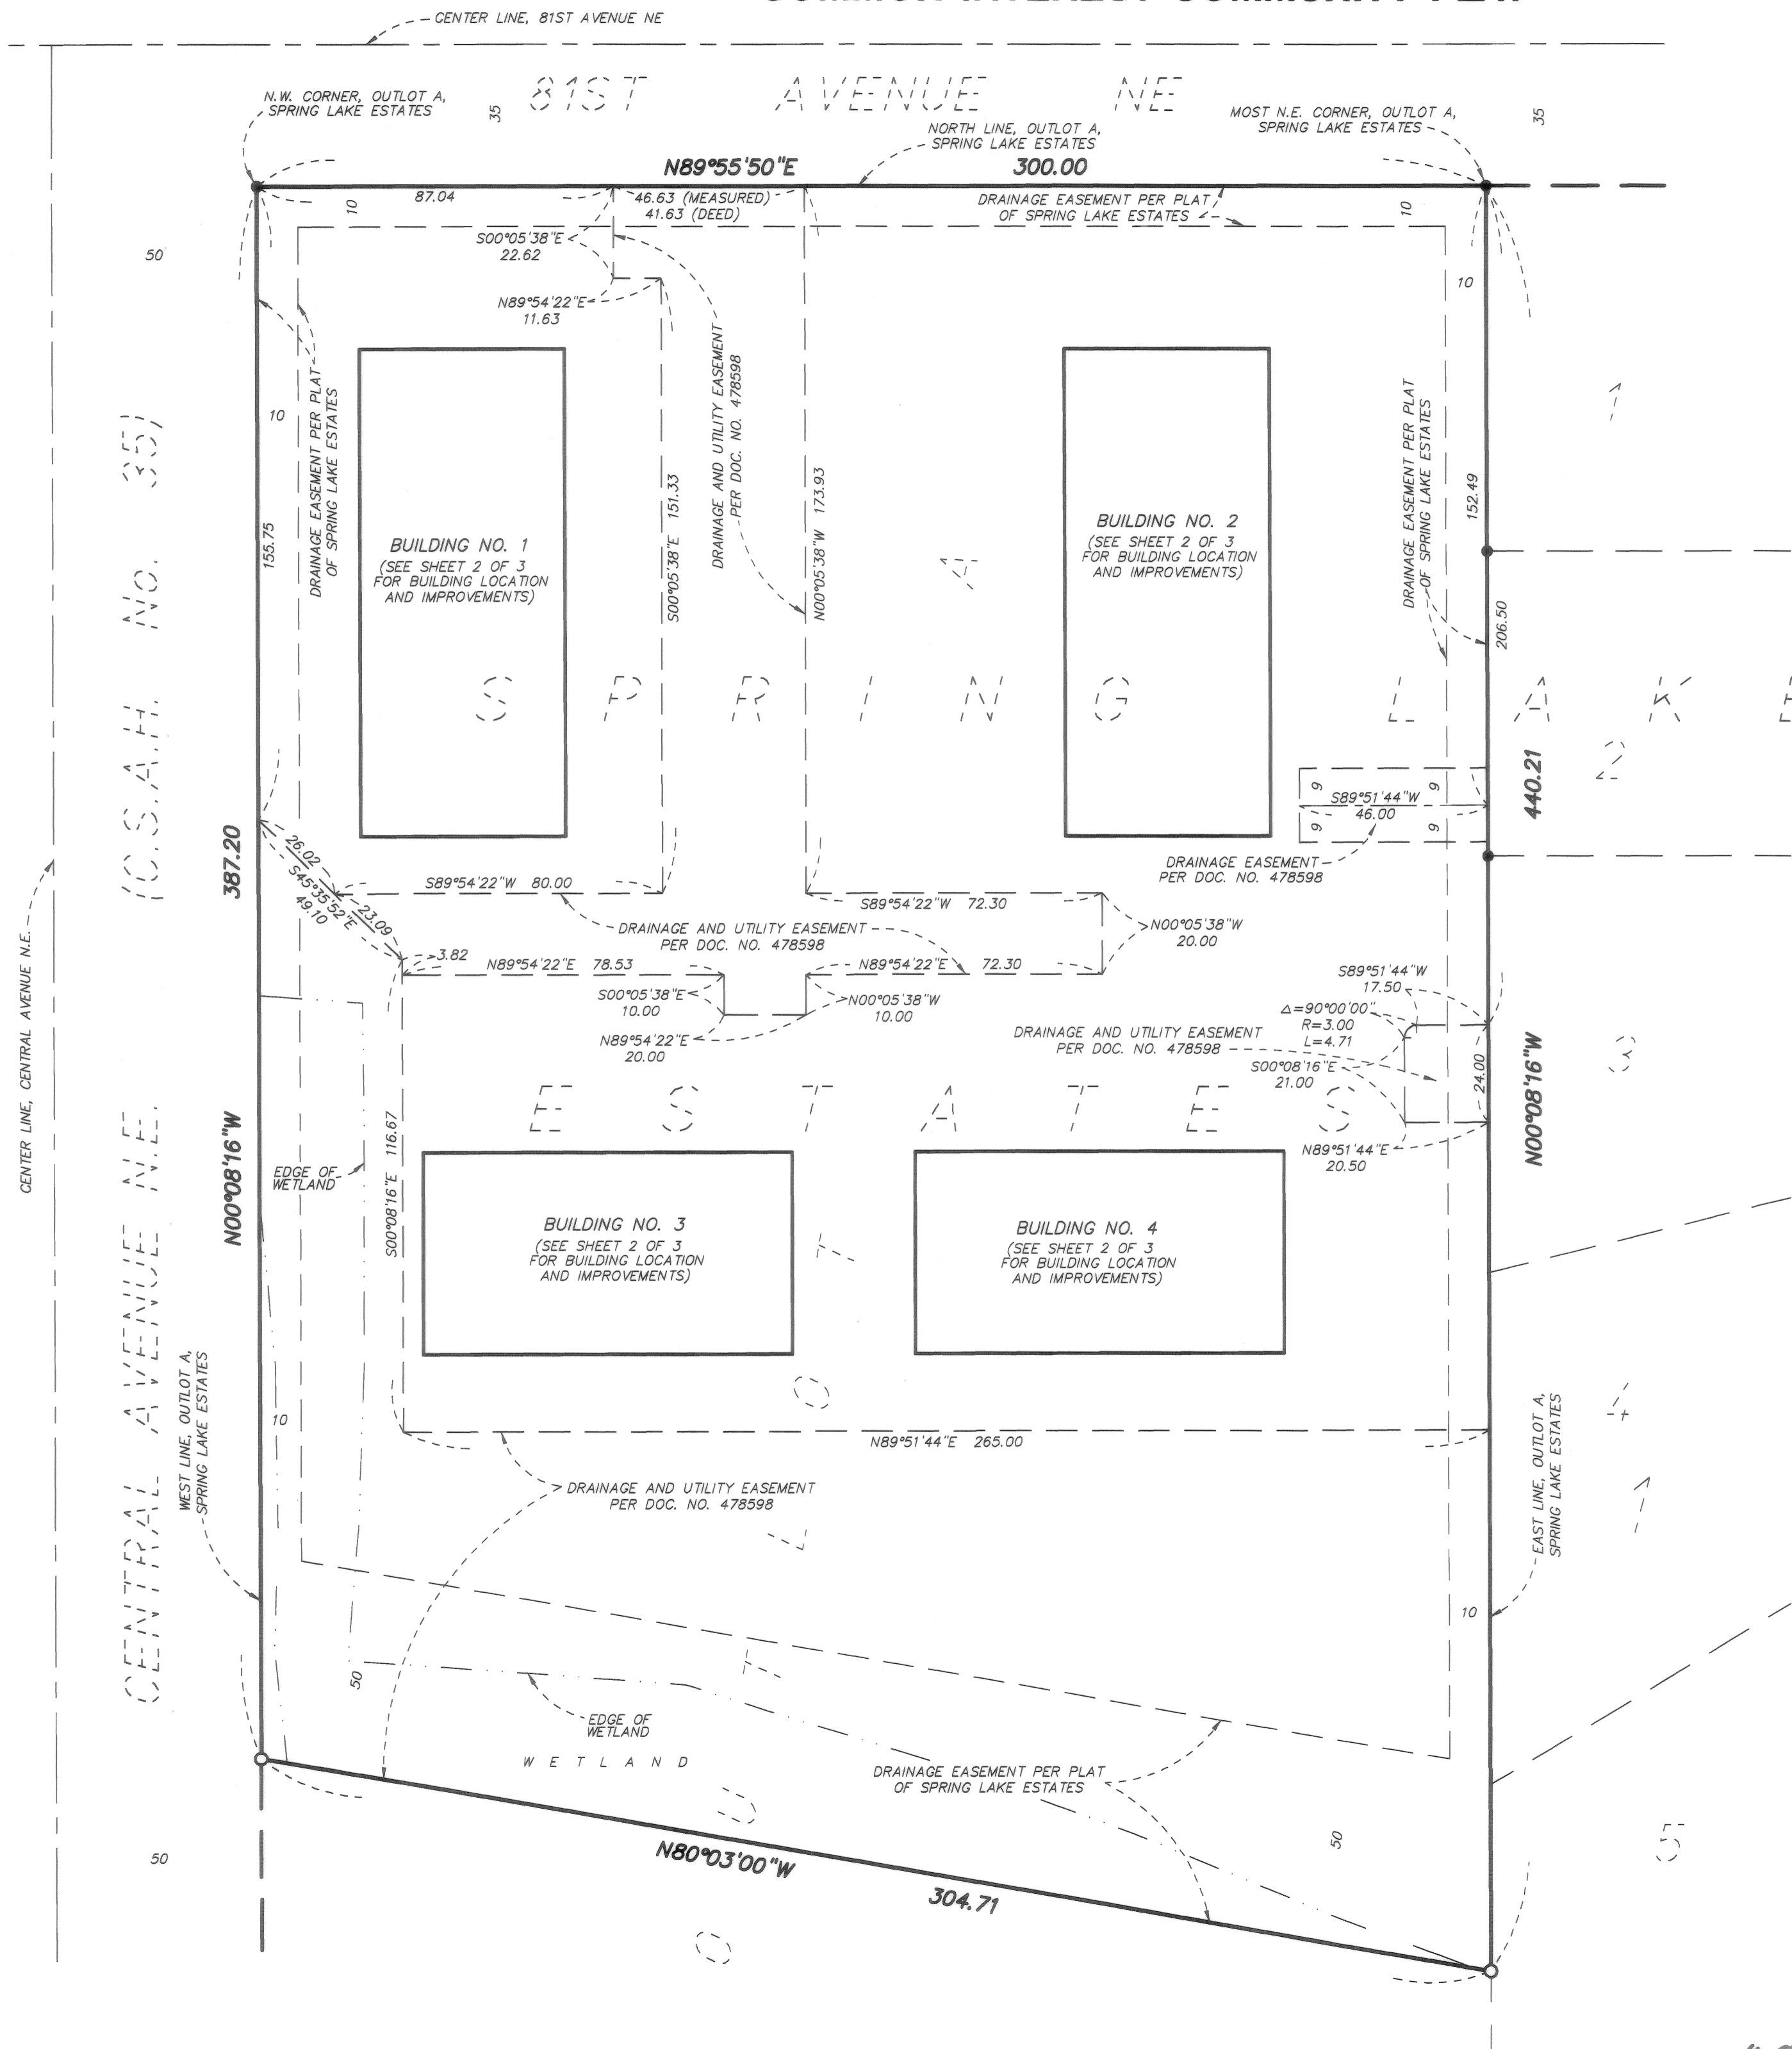 CENTER LINE, 81ST AVENUE NE
81ST AVENUE NE
N.W. CORNER, OUTLOT A,
SPRING LAKE ESTATES
35
NORTH LINE, OUTLOT A,
SPRING LAKE ESTATES
MOST N.E. CORNER, OUTLOT A,
SPRING LAKE ESTATES
35
N89°55'50"E 300.00
87.04
46.63 (MEASURED)
41.63 (DEED)
DRAINAGE EASEMENT PER PLAT
OF SPRING LAKE ESTATES
10
10
50
S00°05'38"E
22.62
N89°54'22"E
11.63
10
10
155.75
DRAINAGE EASEMENT PER PLAT
OF SPRING LAKE ESTATES
BUILDING NO. 1
(SEE SHEET 2 OF 3
FOR BUILDING LOCATION
AND IMPROVEMENTS)
S00°05'38"E 151.33
DRAINAGE AND UTILITY EASEMENT
PER DOC. NO. 478598
N00°05'38"W 173.93
A
BUILDING NO. 2
(SEE SHEET 2 OF 3
FOR BUILDING LOCATION
AND IMPROVEMENTS)
DRAINAGE EASEMENT PER PLAT
OF SPRING LAKE ESTATES
152.49
206.50
1
SPRING LAKE
2
(C.S.A.H. NO. 35)
387.20
440.21
9
9
S89°51'44"W
46.00
9
9
DRAINAGE EASEMENT
PER DOC. NO. 478598
26.02
S45°35'52"E
49.10
23.09
3.82
S89°54'22"W 80.00
S89°54'22"W 72.30
DRAINAGE AND UTILITY EASEMENT
PER DOC. NO. 478598
N00°05'38"W
20.00
N89°54'22"E 78.53
N89°54'22"E 72.30
S00°05'38"E
10.00
N00°05'38"W
10.00
N89°54'22"E
20.00
S89°51'44"W
17.50
Δ=90°00'00"
R=3.00
L=4.71
DRAINAGE AND UTILITY EASEMENT
PER DOC. NO. 478598
S00°08'16"E
21.00
24.00
N89°51'44"E
20.50
3
CENTER LINE, CENTRAL AVENUE N.E.
N00°08'16"W
N00°08'16"W
ESTATES
EDGE OF
WETLAND
S00°08'16"E 116.67
BUILDING NO. 3
(SEE SHEET 2 OF 3
FOR BUILDING LOCATION
AND IMPROVEMENTS)
BUILDING NO. 4
(SEE SHEET 2 OF 3
FOR BUILDING LOCATION
AND IMPROVEMENTS)
T
O
L
T
U
O
CENTRAL AVENUE N.E.
WEST LINE, OUTLOT A,
SPRING LAKE ESTATES
10
N89°51'44"E 265.00
DRAINAGE AND UTILITY EASEMENT
PER DOC. NO. 478598
EAST LINE, OUTLOT A,
SPRING LAKE ESTATES
4
1
10
50
EDGE OF
WETLAND
WETLAND
DRAINAGE EASEMENT PER PLAT
OF SPRING LAKE ESTATES
50
50
N80°03'00"W
304.71
5